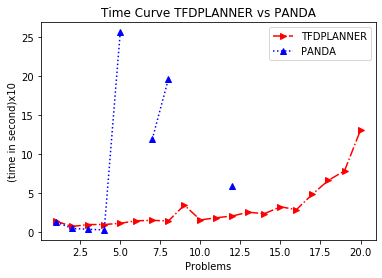 Time Curve TFDPLANNER vs PANDA
TFDPLANNER
PANDA
(time in second)x10
25
20
15
10
5
0
2.5 5.0 7.5 10.0 12.5 15.0 17.5 20.0
Problems